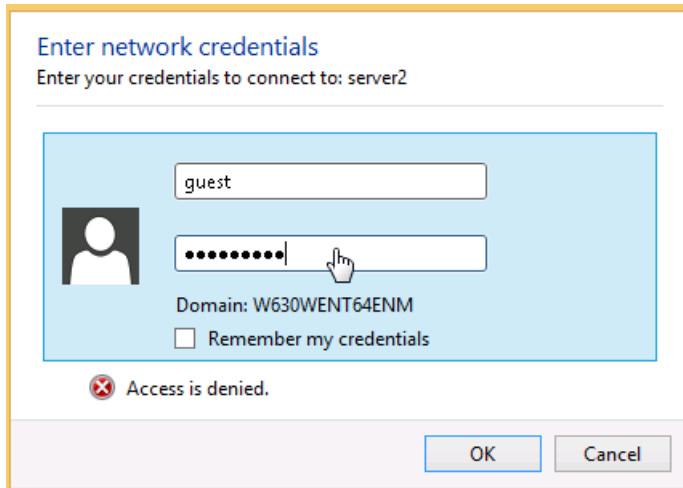 Enter network credentials
Enter your credentials to connect to: server2
guest
●●●●●●●●●
Domain: W630WENT64ENM
Remember my credentials
Access is denied.
OK
Cancel